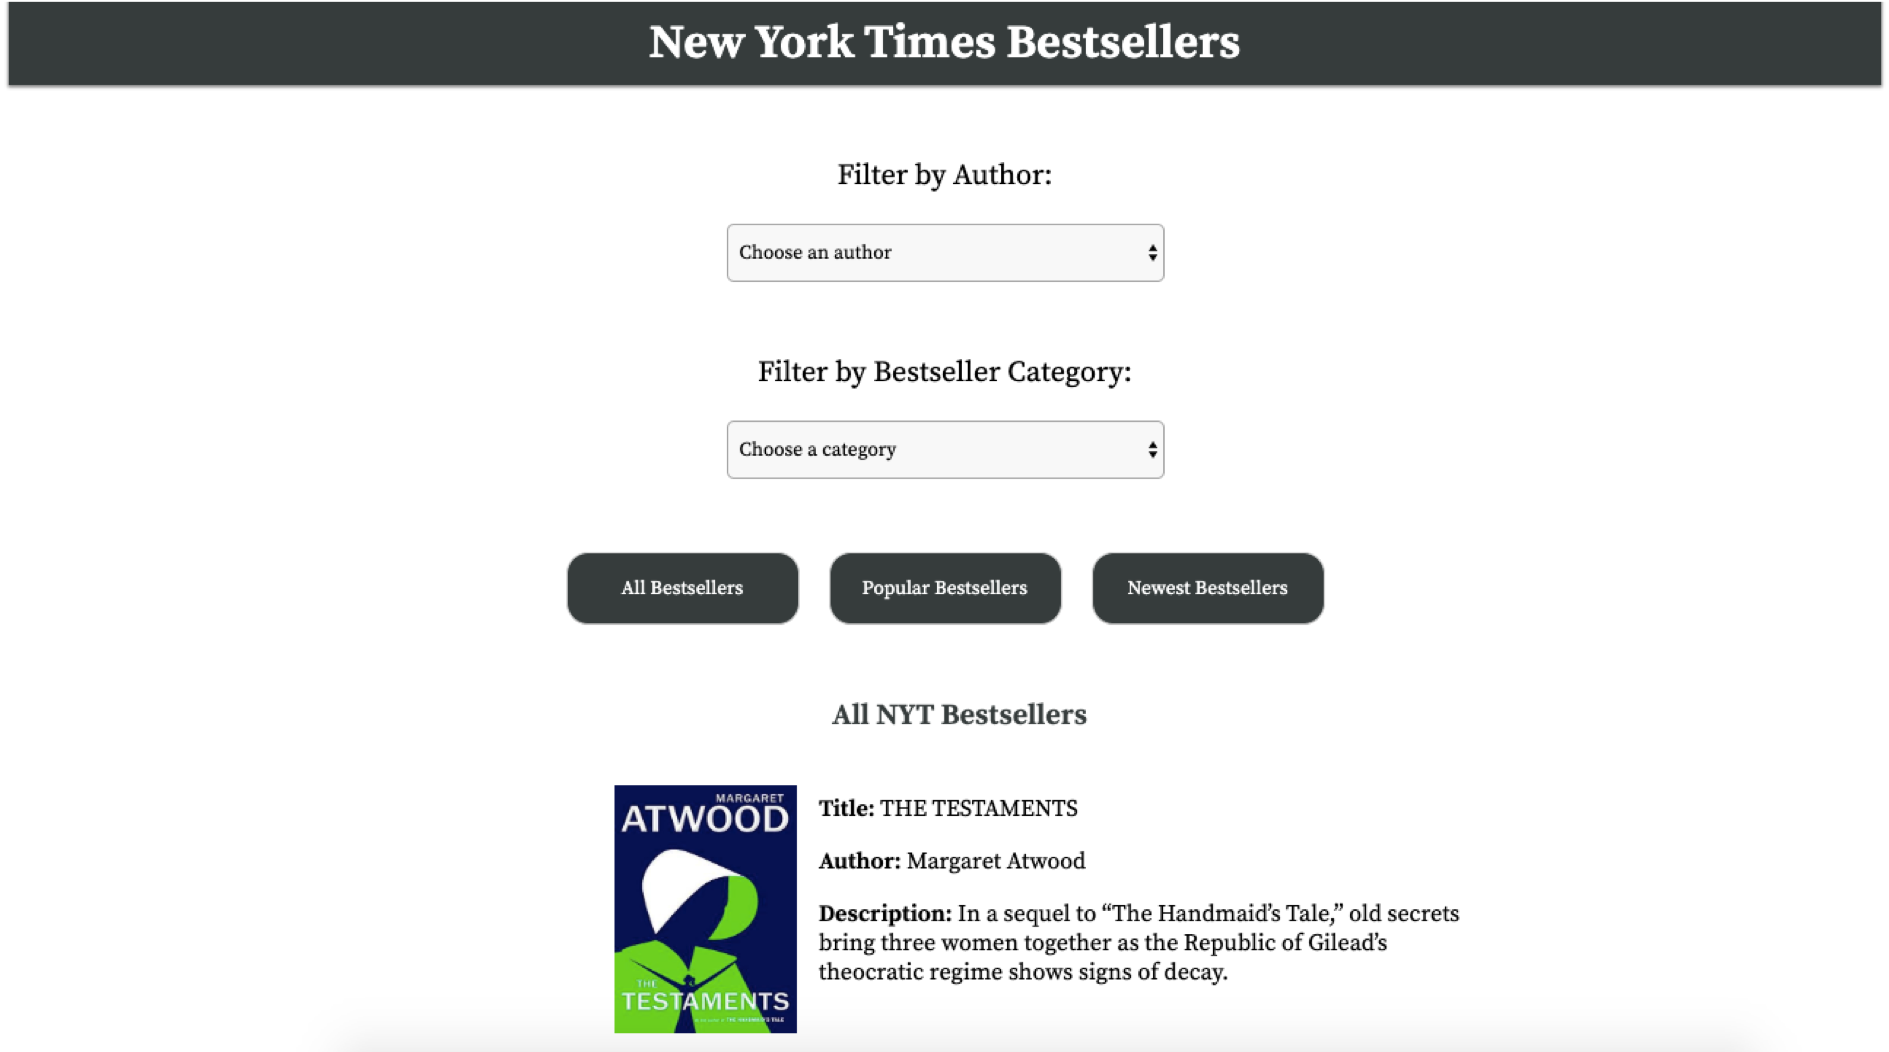 New York Times Bestsellers
Filter by Author:
Choose an author
Filter by Bestseller Category:
Choose a category
All Bestsellers
Popular Bestsellers
Newest Bestsellers
All NYT Bestsellers
MARGARET
ATWOOD
THE
TESTAMENTS
THE HANDMAID'S TALE
Title: THE TESTAMENTS
Author: Margaret Atwood
Description: In a sequel to “The Handmaid’s Tale,” old secrets
bring three women together as the Republic of Gilead’s
theocratic regime shows signs of decay.